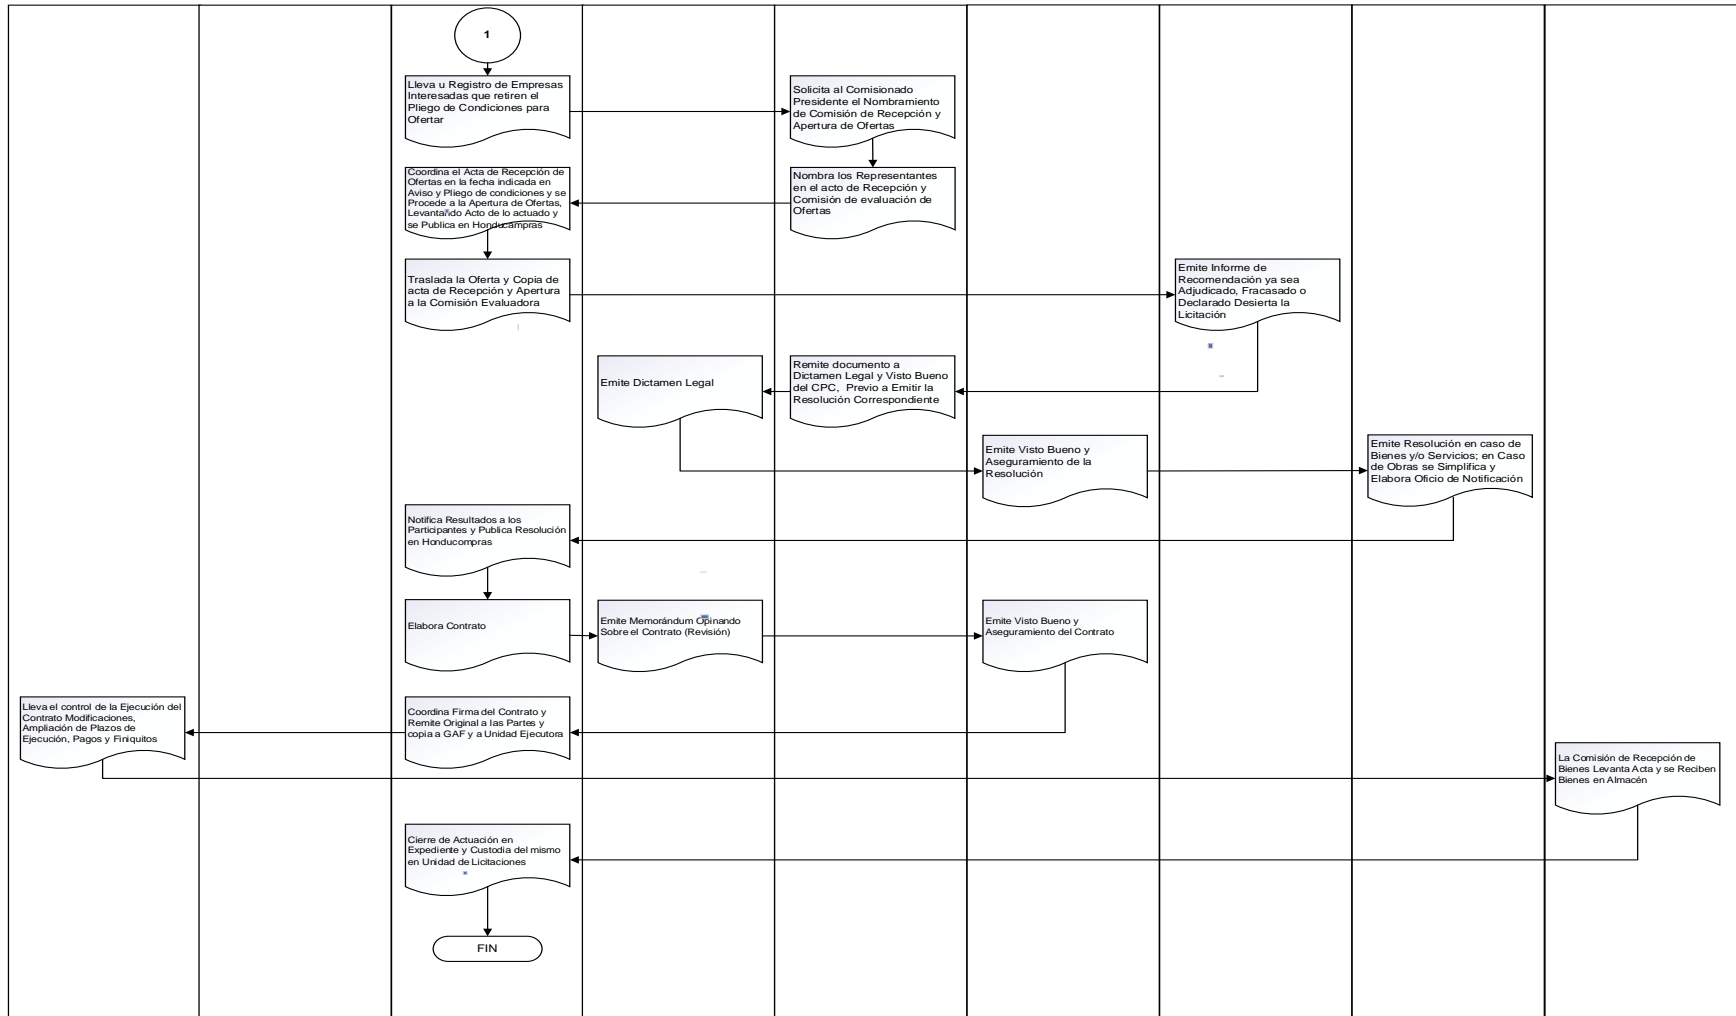 1
Lleva u Registro de Empresas
Interesadas que retiren el
Pliego de Condiciones para
Ofertar
Solicita al Comisionado
Presidente el Nombramiento
de Comisión de Recepción y
Apertura de Ofertas
Coordina el Acta de Recepción de
Ofertas en la fecha indicada en
Aviso y Pliego de condiciones y se
Procede a la Apertura de Ofertas,
Levantando Acto de lo actuado y
se Publica en Honducampras
Nombra los Representantes
en el acto de Recepción y
Comisión de evaluación de
Ofertas
Traslada la Oferta y Copia de
acta de Recepción y Apertura
a la Comisión Evaluadora
Emite Informe de
Recomendación ya sea
Adjudicado, Fracasado o
Declarado Desierta la
Licitación
Emite Dictamen Legal
Remite documento a
Dictamen Legal y Visto Bueno
del CPC, Previo a Emitir la
Resolución Correspondiente
Emite Visto Bueno y
Aseguramiento de la
Resolución
Emite Resolución en caso de
Bienes y/o Servicios; en Caso
de Obras se Simplifica y
Elabora Oficio de Notificación
Notifica Resultados a los
Participantes y Publica Resolución
en Honducompras
Elabora Contrato
Emite Memorándum Opinando
Sobre el Contrato (Revisión)
Emite Visto Bueno y
Aseguramiento del Contrato
Lleva el control de la Ejecución del
Contrato Modificaciones,
Ampliación de Plazos de
Ejecución, Pagos y Finiquitos
Coordina Firma del Contrato y
Remite Original a las Partes y
copia a GAF y a Unidad Ejecutora
La Comisión de Recepción de
Bienes Levanta Acta y se Reciben
Bienes en Almacén
Cierre de Actuación en
Expediente y Custodia del mismo
en Unidad de Licitaciones
FIN